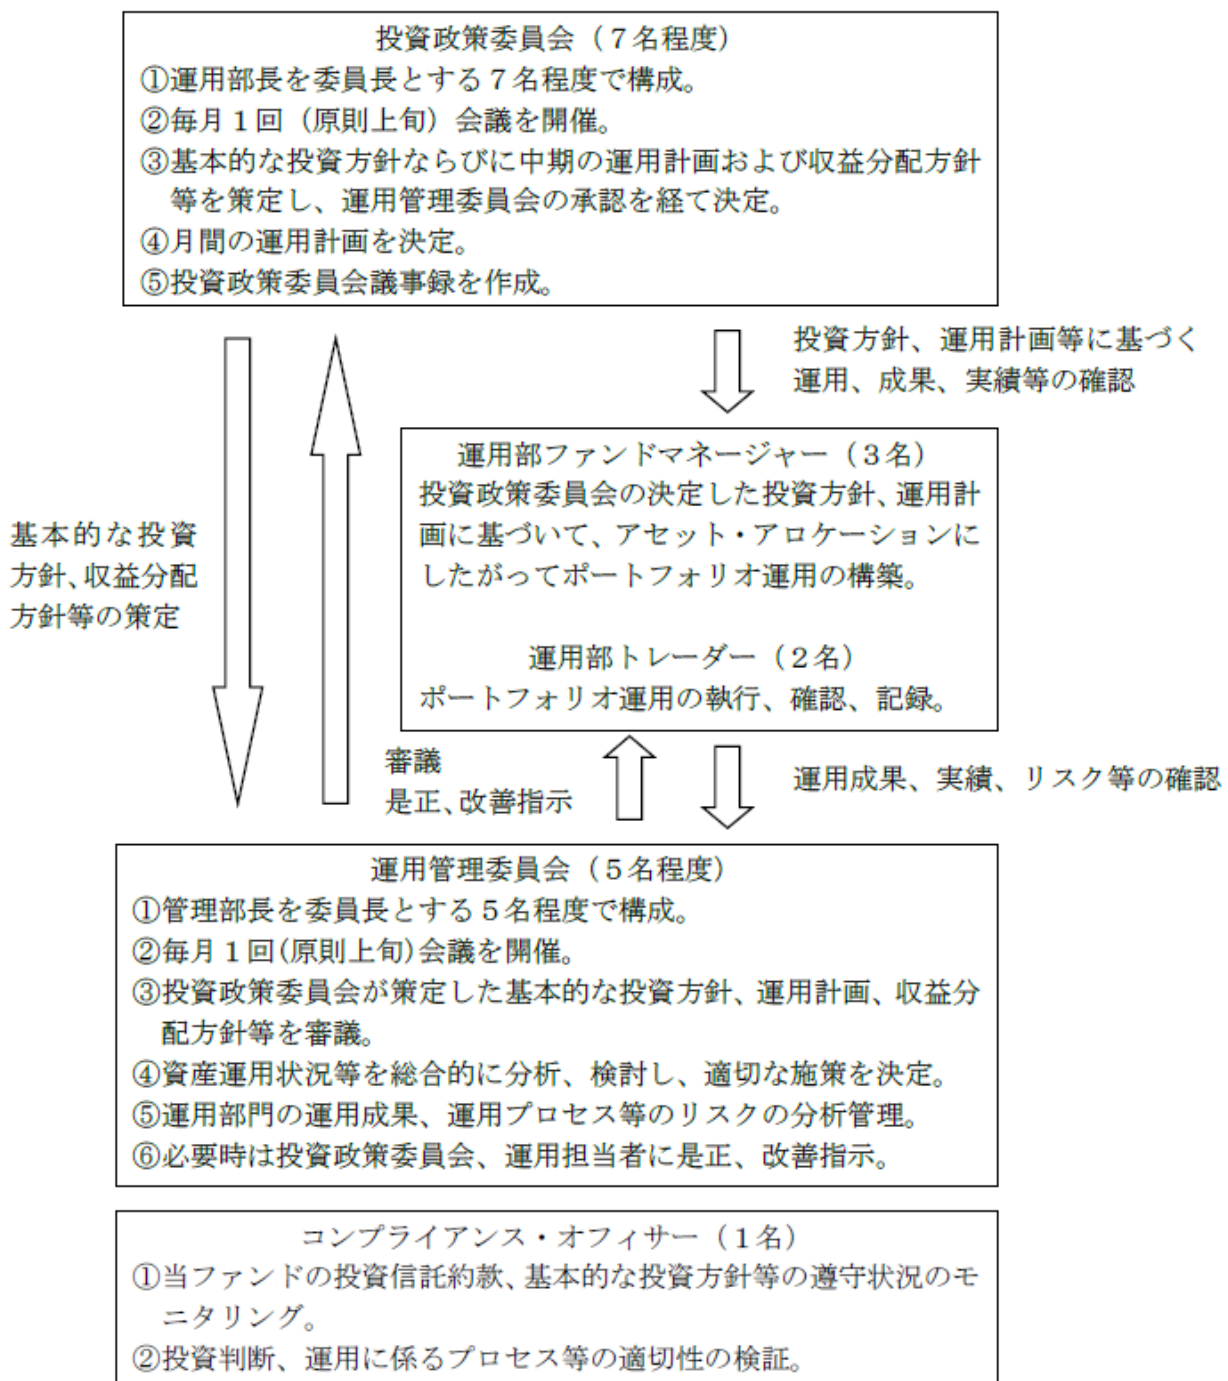 投資政策委員会（７名程度）
①運用部長を委員長とする７名程度で構成。
②毎月１回（原則上旬）会議を開催。
③基本的な投資方針ならびに中期の運用計画および収益分配方針
等を策定し、運用管理委員会の承認を経て決定。
④月間の運用計画を決定。
⑤投資政策委員会議事録を作成。
投資方針、運用計画等に基づく
運用、成果、実績等の確認
運用部ファンドマネージャー（３名）
投資政策委員会の決定した投資方針、運用計
画に基づいて、アセット・アロケーションに
したがってポートフォリオ運用の構築。
運用部トレーダー（２名）
ポートフォリオ運用の執行、確認、記録。
基本的な投資
方針、収益分配
方針等の策定
審議
是正、改善指示
運用成果、実績、リスク等の確認
運用管理委員会（５名程度）
①管理部長を委員長とする５名程度で構成。
②毎月１回(原則上旬)会議を開催。
③投資政策委員会が策定した基本的な投資方針、運用計画、収益分
配方針等を審議。
④資産運用状況等を総合的に分析、検討し、適切な施策を決定。
⑤運用部門の運用成果、運用プロセス等のリスクの分析管理。
⑥必要時は投資政策委員会、運用担当者に是正、改善指示。
コンプライアンス・オフィサー（１名）
①当ファンドの投資信託約款、基本的な投資方針等の遵守状況のモ
ニタリング。
②投資判断、運用に係るプロセス等の適切性の検証。